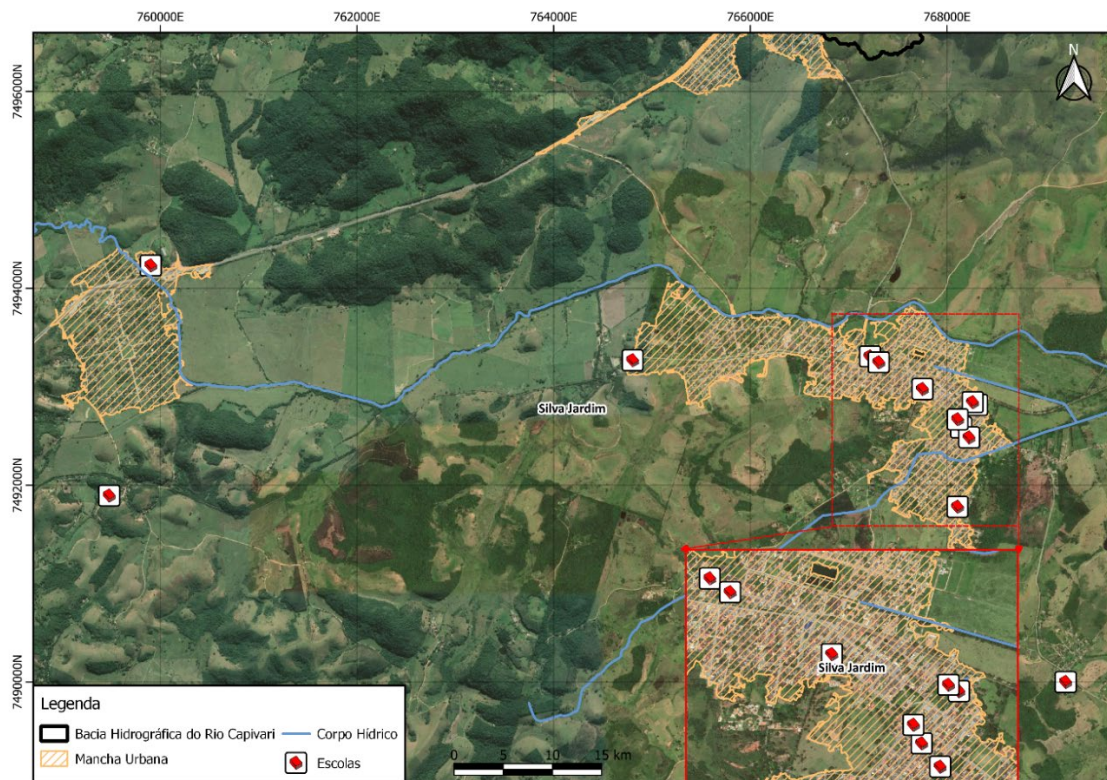 760000E 762000E 764000E 766000E 768000E
7496000N
N
7494000N
Silva Jardim
7492000N
7490000N
Silva Jardim
Legenda
Bacia Hidrográfica do Rio Capivari Corpo Hídrico
Mancha Urbana Escolas
0 5 10 15 km